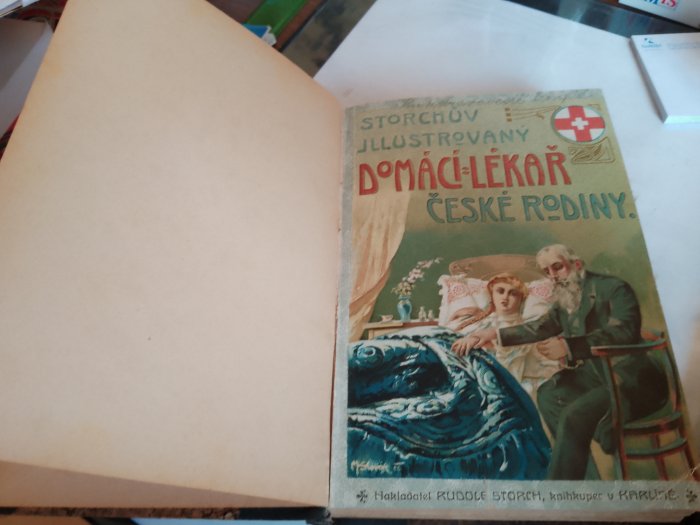 STORCHŮV
JLLUSTROVANÝ
DOMÁCÍ=LÉKAŘ
ČESKÉ RODINY.
Nakladatel RUDOLF STORCH, knihkupec v KARLÍNĚ.